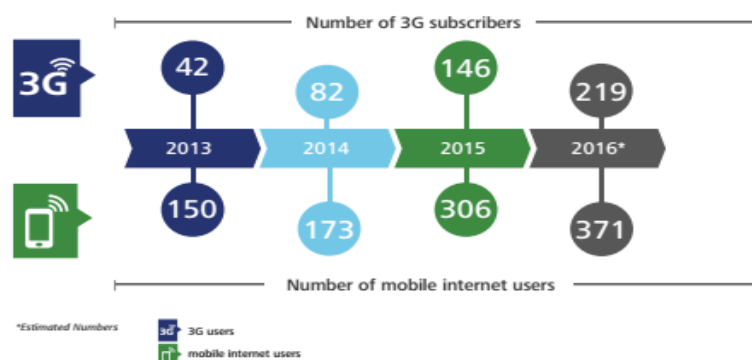 Number of 3G subscribers
3G
42
82
146
219
2013
2014
2015
2016*
150
173
306
371
Number of mobile internet users
*Estimated Numbers
3G
3G users
mobile internet users